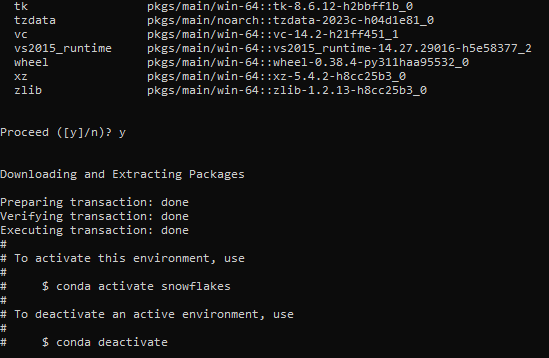 tk pkgs/main/win-64::tk-8.6.12-h2bbff1b_0
tzdata pkgs/main/noarch::tzdata-2023c-h04d1e81_0
vc pkgs/main/win-64::vc-14.2-h21ff451_1
vs2015_runtime pkgs/main/win-64::vs2015_runtime-14.27.29016-h5e58377_2
wheel pkgs/main/win-64::wheel-0.38.4-py311haa95532_0
xz pkgs/main/win-64::xz-5.4.2-h8cc25b3_0
zlib pkgs/main/win-64::zlib-1.2.13-h8cc25b3_0
Proceed ([y]/n)? y
Downloading and Extracting Packages
Preparing transaction: done
Verifying transaction: done
Executing transaction: done
#
# To activate this environment, use
#
#     $ conda activate snowflakes
#
# To deactivate an active environment, use
#
#     $ conda deactivate